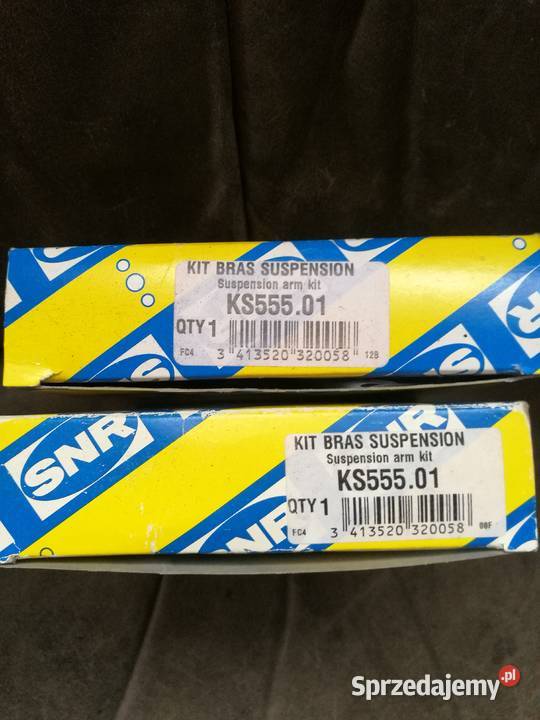 KIT BRAS SUSPENSION
Suspension arm kit
KS555.01
QTY 1
FC4 3 413520 320058 12B
SNR
KIT BRAS SUSPENSION
Suspension arm kit
KS555.01
QTY 1
FC4 3 413520 320058 08F
SNR
SNR
Sprzedajemy.pl